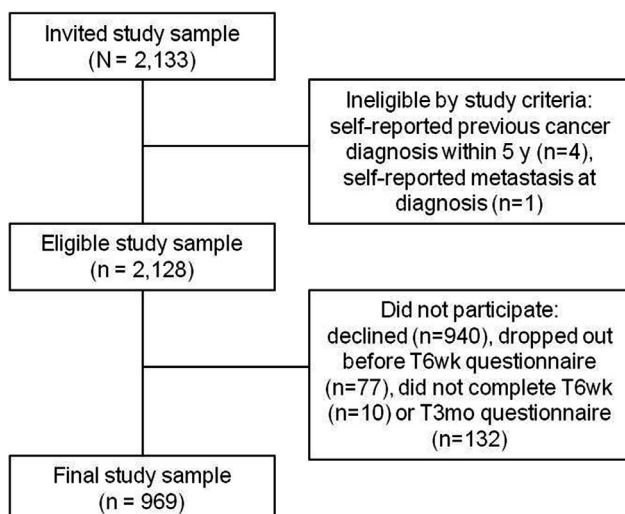 Invited study sample
(N = 2,133)
Ineligible by study criteria:
self-reported previous cancer
diagnosis within 5 y (n=4),
self-reported metastasis at
diagnosis (n=1)
Eligible study sample
(n = 2,128)
Did not participate:
declined (n=940), dropped out
before T6wk questionnaire
(n=77), did not complete T6wk
(n=10) or T3mo questionnaire
(n=132)
Final study sample
(n = 969)